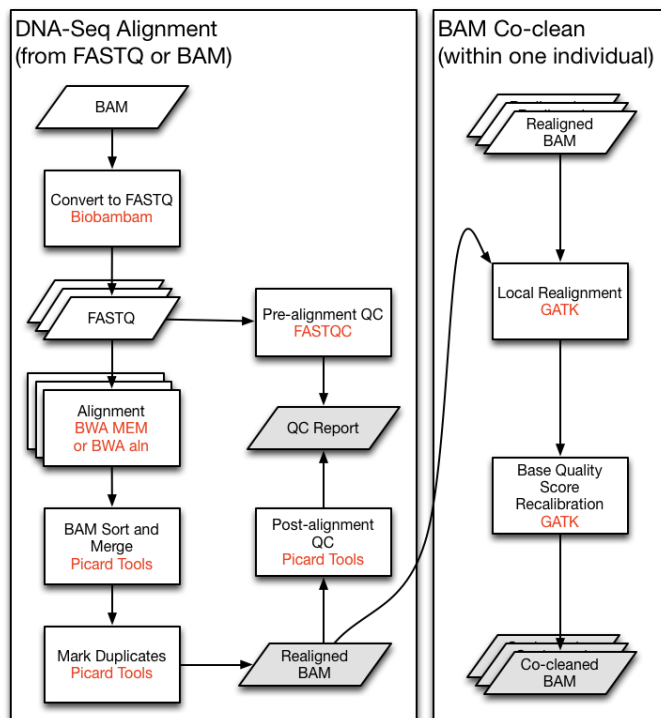 DNA-Seq Alignment
(from FASTQ or BAM)
BAM
Convert to FASTQ
Biobambam
FASTQ
Pre-alignment QC
FASTQC
Alignment
BWA MEM
or BWA aln
QC Report
BAM Sort and
Merge
Picard Tools
Post-alignment
QC
Picard Tools
Mark Duplicates
Picard Tools
Realigned
BAM
BAM Co-clean
(within one individual)
Realigned
BAM
Local Realignment
GATK
Base Quality
Score
Recalibration
GATK
Co-cleaned
BAM